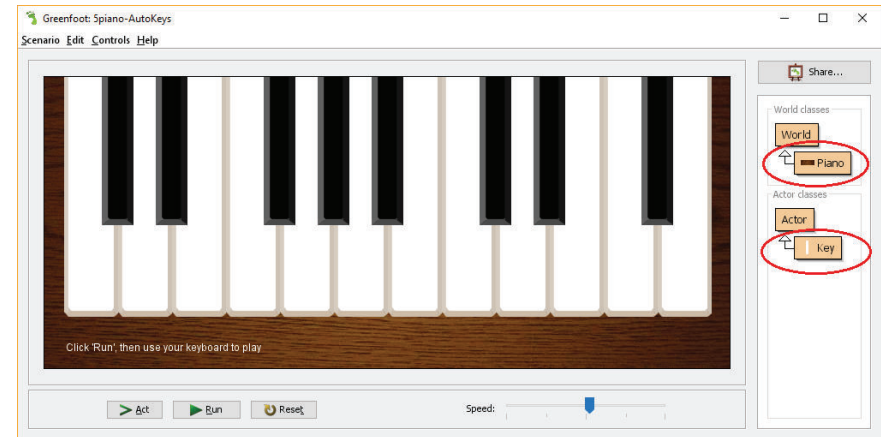 Greenfoot: 5piano-AutoKeys
Scenario Edit Controls Help
Share...
World classes
World
Piano
Actor classes
Actor
Key
Click 'Run', then use your keyboard to play
Act Run Reset Speed: